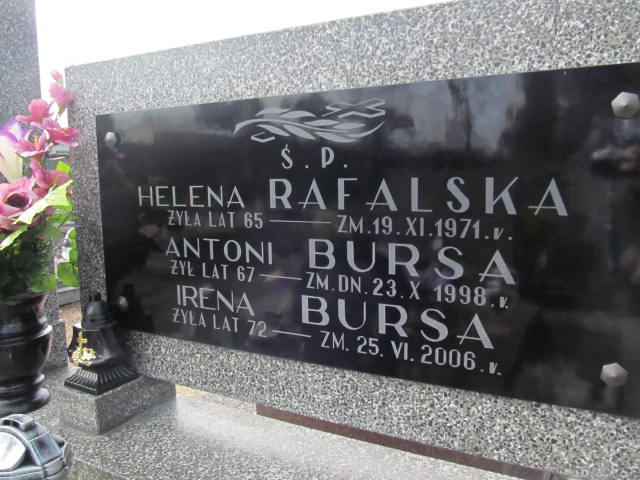 Ś.P.
HELENA RAFALSKA
ŻYŁA LAT 65 — ZM. 19. XI. 1971.r.
ANTONI BURSA
ŻYŁ LAT 67 — ZM. DN. 23. X 1998.r.
IRENA BURSA
ŻYŁA LAT 72 — ZM. 25. VI. 2006.r.